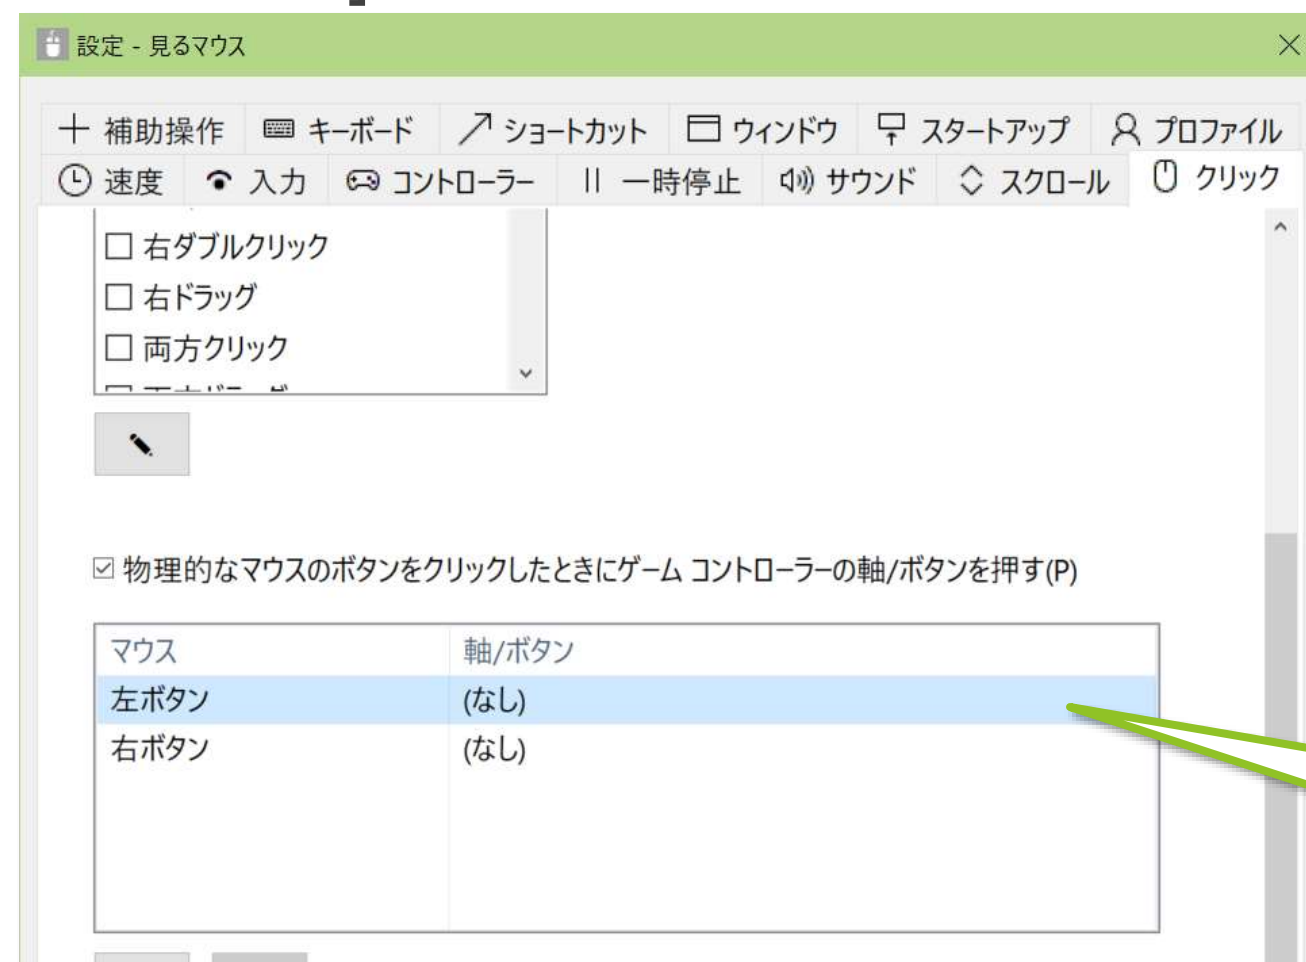 設定 - 見るマウス
補助操作 キーボード ショートカット ウィンドウ スタートアップ プロファイル
速度 入力 コントローラー 一時停止 サウンド スクロール クリック
右ダブルクリック
右ドラッグ
両方クリック
物理的なマウスのボタンをクリックしたときにゲーム コントローラーの軸/ボタンを押す(P)
マウス 軸/ボタン
左ボタン (なし)
右ボタン (なし)